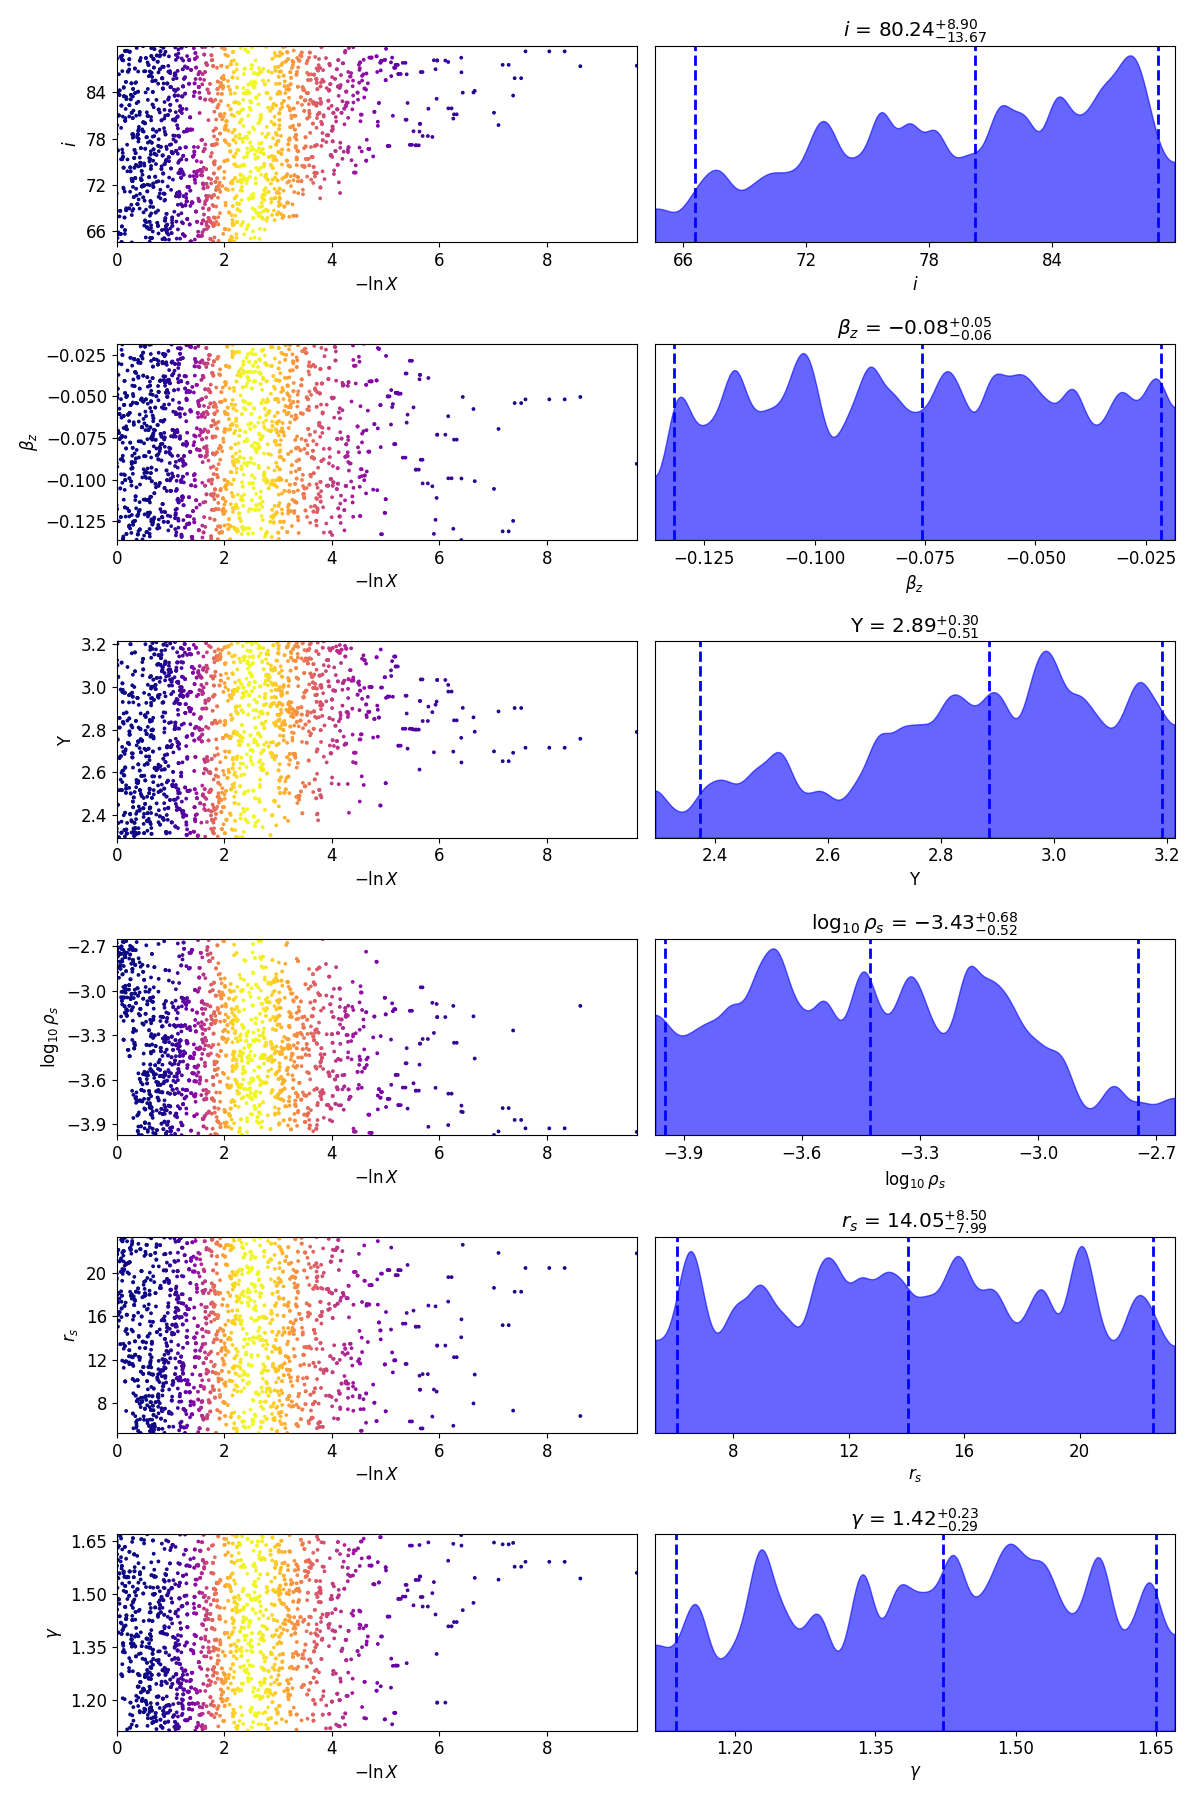 i = 80.24 +8.90 −13.67
84
78
72
66
i
0 2 4 6 8
−ln X
66 72 78 84
i
β_z = −0.08 +0.05 −0.06
−0.025
−0.050
−0.075
−0.100
−0.125
β_z
0 2 4 6 8
−ln X
−0.125 −0.100 −0.075 −0.050 −0.025
β_z
Y = 2.89 +0.30 −0.51
3.2
3.0
2.8
2.6
2.4
Y
0 2 4 6 8
−ln X
2.4 2.6 2.8 3.0 3.2
Y
log₁₀ ρ_s = −3.43 +0.68 −0.52
−2.7
−3.0
−3.3
−3.6
−3.9
log₁₀ ρ_s
0 2 4 6 8
−ln X
−3.9 −3.6 −3.3 −3.0 −2.7
log₁₀ ρ_s
r_s = 14.05 +8.50 −7.99
20
16
12
8
r_s
0 2 4 6 8
−ln X
8 12 16 20
r_s
γ = 1.42 +0.23 −0.29
1.65
1.50
1.35
1.20
γ
0 2 4 6 8
−ln X
1.20 1.35 1.50 1.65
γ